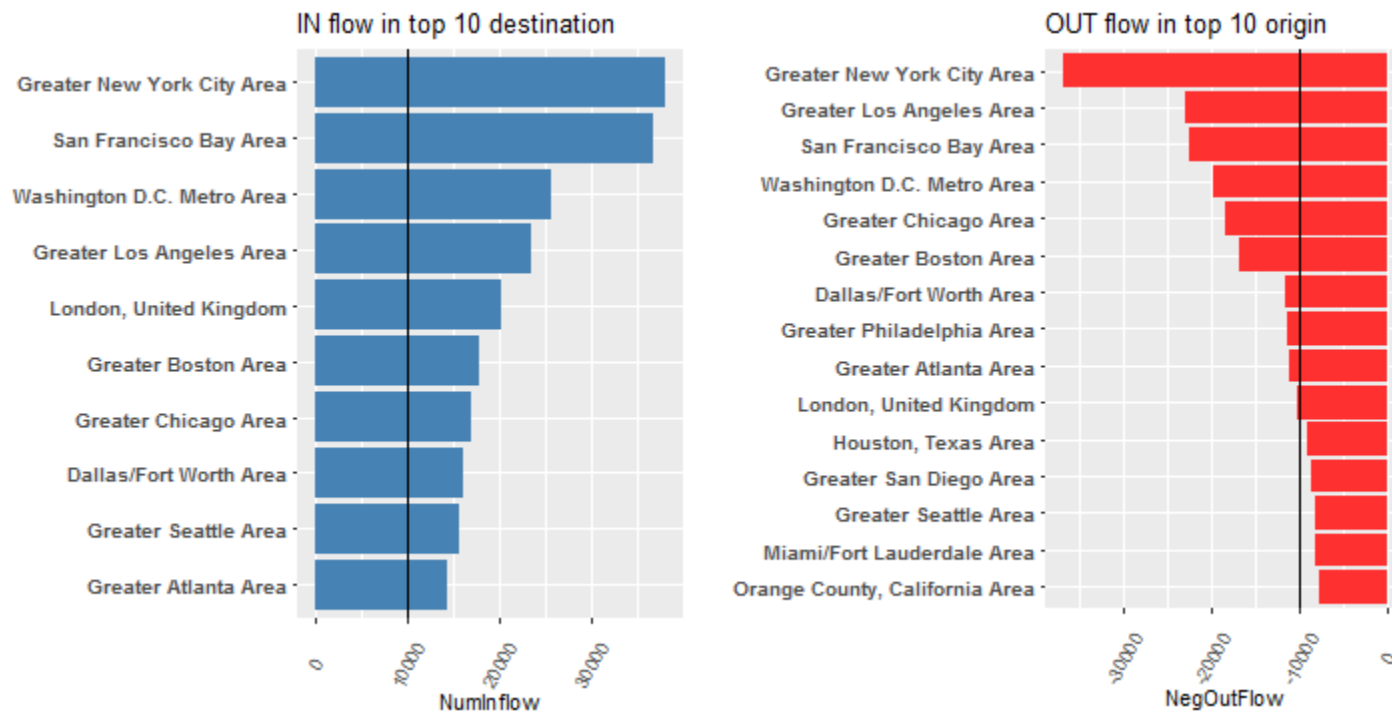 IN flow in top 10 destination
Greater New York City Area
San Francisco Bay Area
Washington D.C. Metro Area
Greater Los Angeles Area
London, United Kingdom
Greater Boston Area
Greater Chicago Area
Dallas/Fort Worth Area
Greater Seattle Area
Greater Atlanta Area
0
10000
20000
30000
NumInflow
OUT flow in top 10 origin
Greater New York City Area
Greater Los Angeles Area
San Francisco Bay Area
Washington D.C. Metro Area
Greater Chicago Area
Greater Boston Area
Dallas/Fort Worth Area
Greater Philadelphia Area
Greater Atlanta Area
London, United Kingdom
Houston, Texas Area
Greater San Diego Area
Greater Seattle Area
Miami/Fort Lauderdale Area
Orange County, California Area
-30000
-20000
-10000
0
NegOutFlow